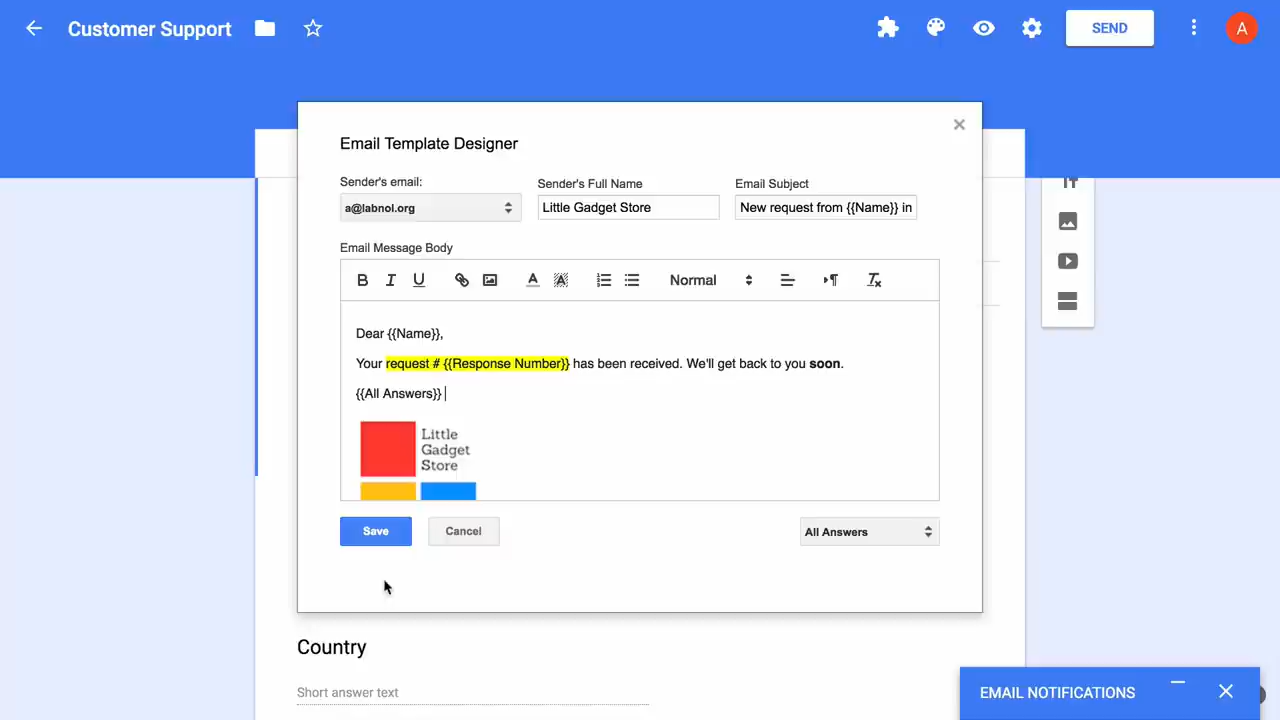 Customer Support
SEND
A
Email Template Designer
Sender's email:
Sender's Full Name
Email Subject
a@labnol.org
Little Gadget Store
New request from {{Name}} in
Email Message Body
B I U A A Normal
Dear {{Name}},
Your request # {{Response Number}} has been received. We'll get back to you soon.
{{All Answers}}
Little
Gadget
Store
Save
Cancel
All Answers
Country
Short answer text
EMAIL NOTIFICATIONS